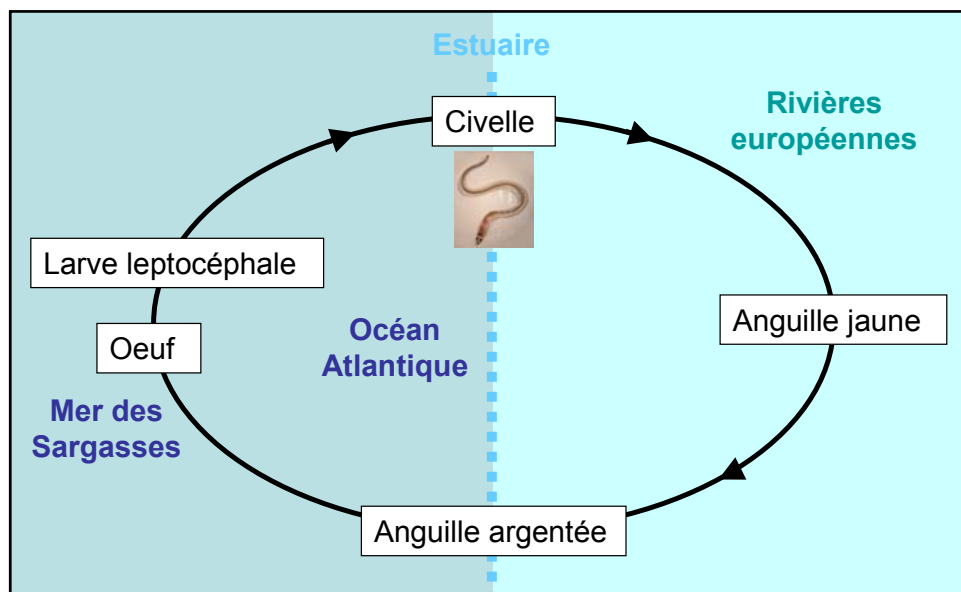 Estuaire
Civelle
Rivières
européennes
Larve leptocéphale
Oeuf
Océan
Atlantique
Anguille jaune
Mer des
Sargasses
Anguille argentée